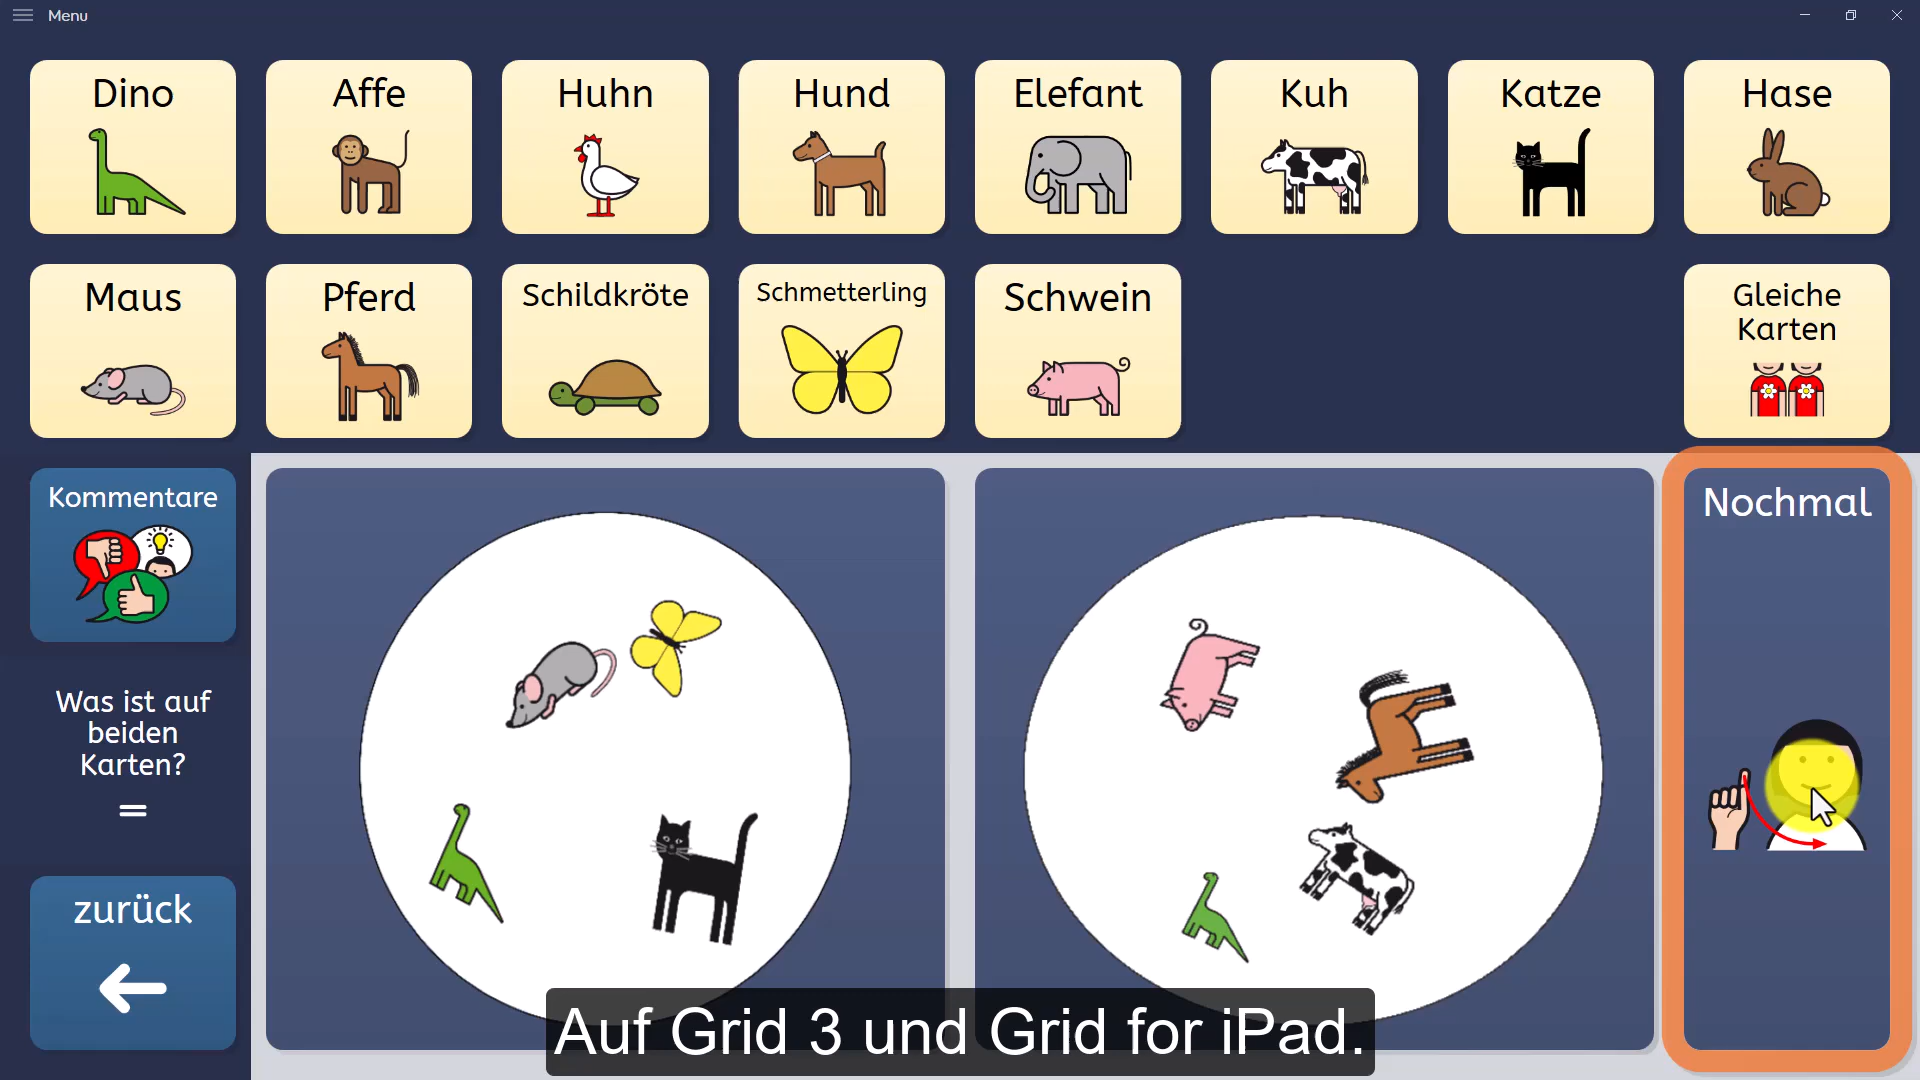 Menu
Dino
Affe
Huhn
Hund
Elefant
Kuh
Katze
Hase
Maus
Pferd
Schildkröte
Schmetterling
Schwein
Gleiche
Karten
Kommentare
Nochmal
Was ist auf
beiden
Karten?
=
zurück
Auf Grid 3 und Grid for iPad.